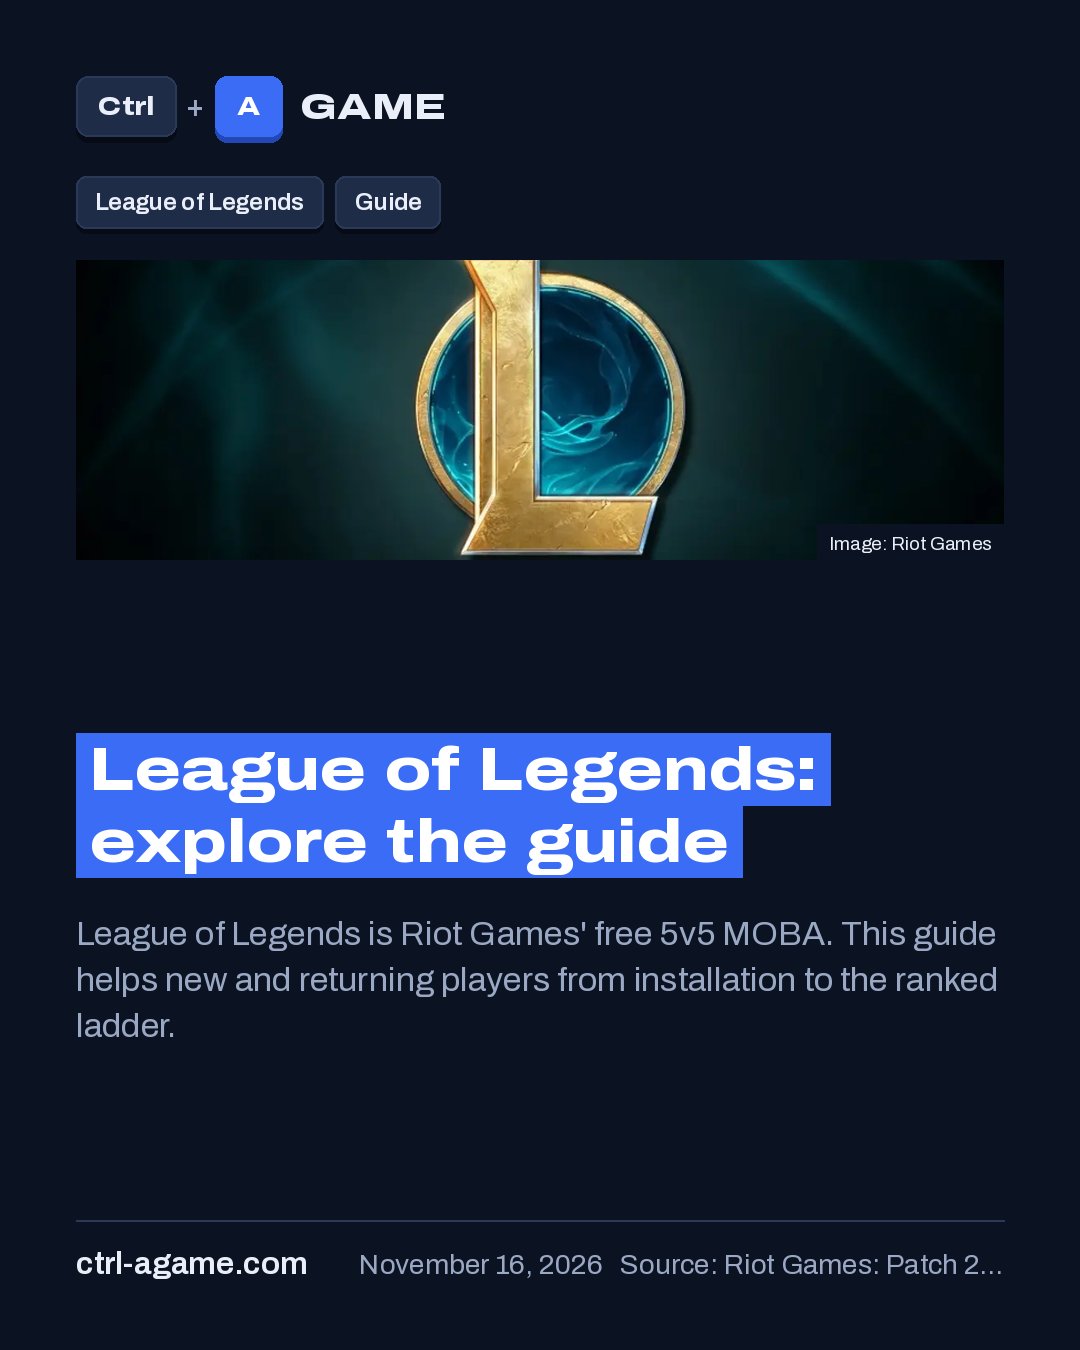 Ctrl + A GAME
League of Legends Guide
L
Image: Riot Games
League of Legends:
explore the guide
League of Legends is Riot Games' free 5v5 MOBA. This guide
helps new and returning players from installation to the ranked
ladder.
ctrl-agame.com November 16, 2026 Source: Riot Games: Patch 2...